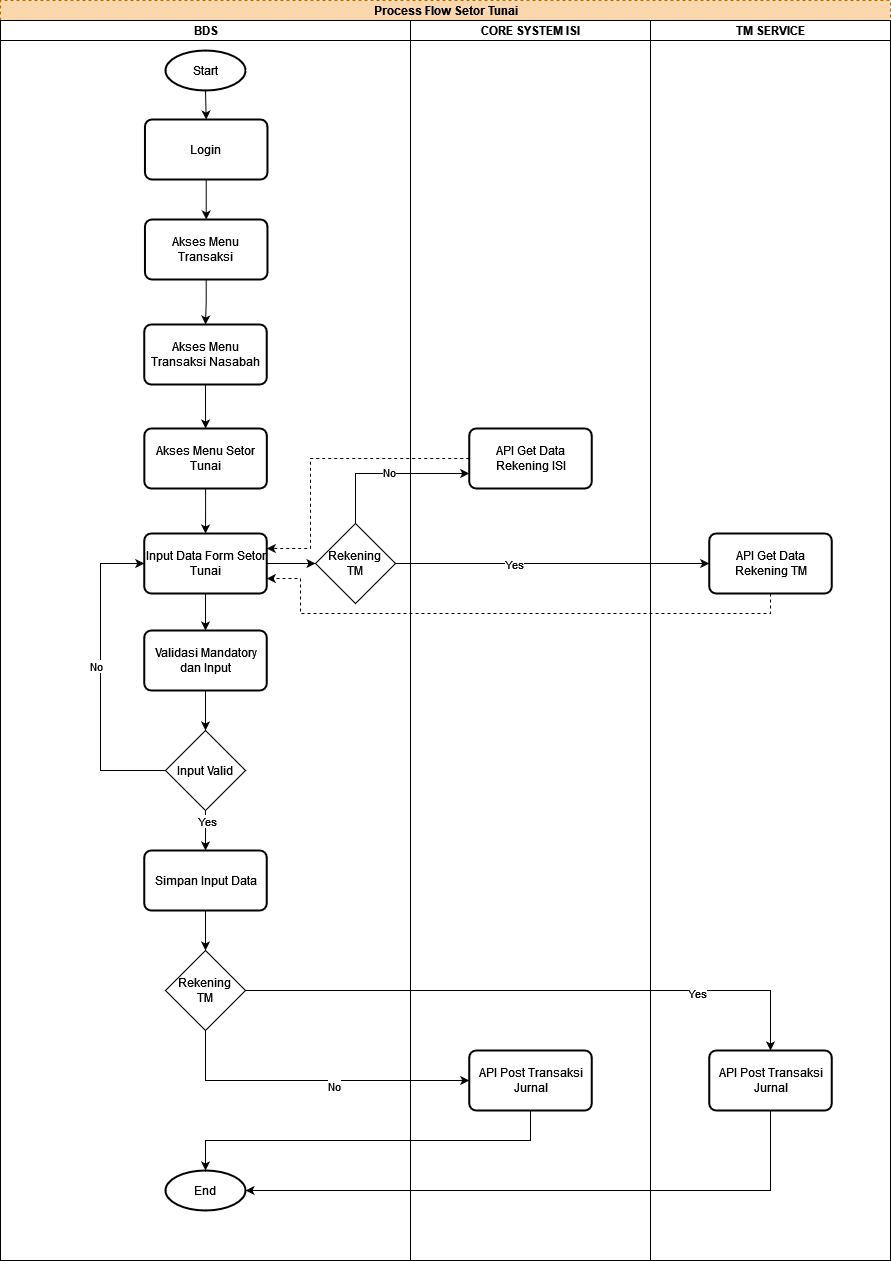 Process Flow Setor Tunai
BDS
CORE SYSTEM ISI
TM SERVICE
Start
Login
Akses Menu
Transaksi
Akses Menu
Transaksi Nasabah
Akses Menu Setor
Tunai
API Get Data
Rekening ISI
No
Input Data Form Setor
Tunai
Rekening
TM
Yes
API Get Data
Rekening TM
Validasi Mandatory
dan Input
No
Input Valid
Yes
Simpan Input Data
Rekening
TM
Yes
No
API Post Transaksi
Jurnal
API Post Transaksi
Jurnal
End